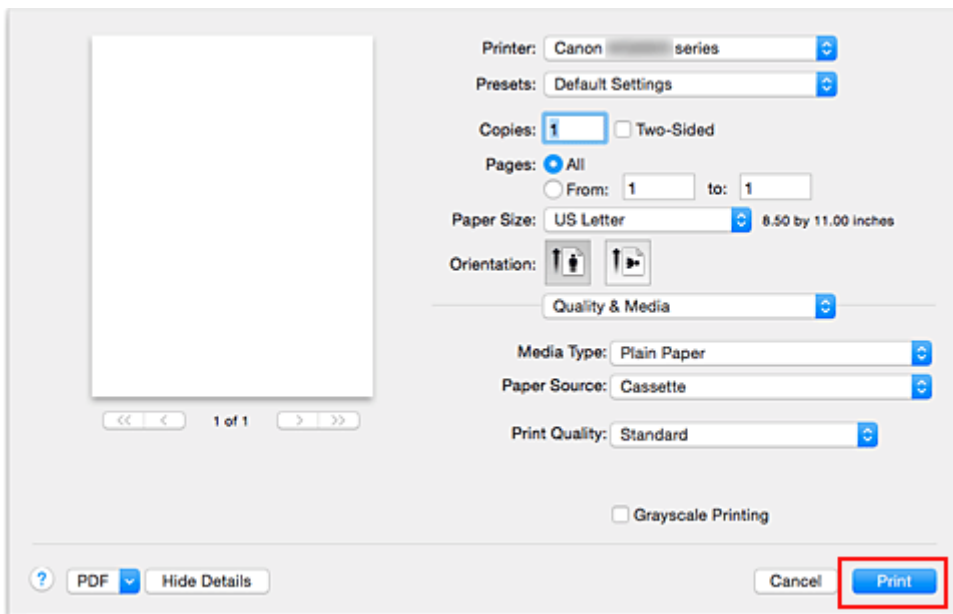 Printer: Canon series
Presets: Default Settings
Copies: 1 Two-Sided
Pages: All
From: 1 to: 1
Paper Size: US Letter 8.50 by 11.00 inches
Orientation:
Quality & Media
Media Type: Plain Paper
Paper Source: Cassette
<< < 1 of 1 > >>
Print Quality: Standard
Grayscale Printing
? PDF Hide Details Cancel Print